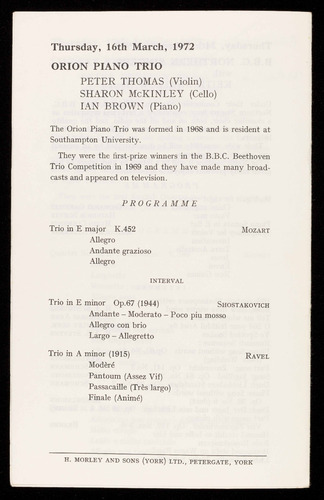 Thursday, 16th March, 1972
ORION PIANO TRIO
PETER THOMAS (Violin)
SHARON McKINLEY (Cello)
IAN BROWN (Piano)
The Orion Piano Trio was formed in 1968 and is resident at
Southampton University.
They were the first-prize winners in the B.B.C. Beethoven
Trio Competition in 1969 and they have made many broad-
casts and appeared on television.
PROGRAMME
Trio in E major K.452 MOZART
Allegro
Andante grazioso
Allegro
INTERVAL
Trio in E minor Op.67 (1944) SHOSTAKOVICH
Andante – Moderato – Poco piu mosso
Allegro con brio
Largo – Allegretto
Trio in A minor (1915) RAVEL
Modèré
Pantoum (Assez Vif)
Passacaille (Très largo)
Finale (Animé)
H. MORLEY AND SONS (YORK) LTD., PETERGATE, YORK